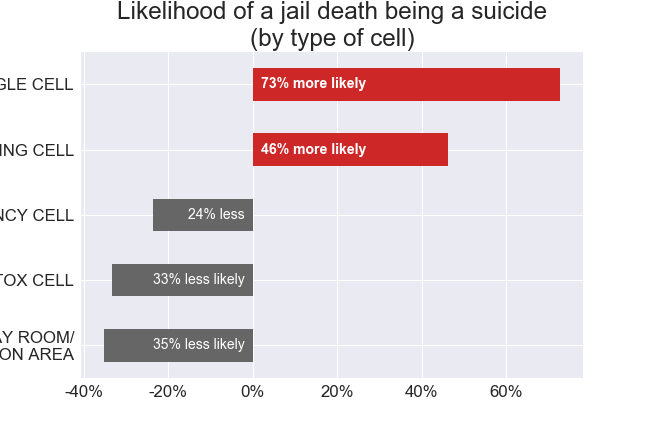 Likelihood of a jail death being a suicide
(by type of cell)
GLE CELL
73% more likely
ING CELL
46% more likely
NCY CELL
24% less
TOX CELL
33% less likely
AY ROOM/
ON AREA
35% less likely
-40% -20% 0% 20% 40% 60%